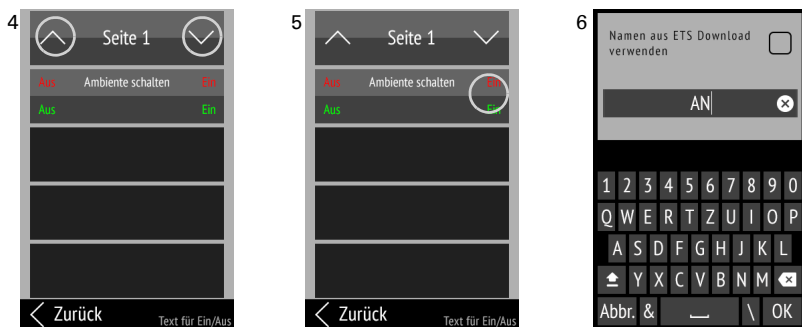 4
Seite 1
Aus Ambiente schalten Ein
Aus Ein
Zurück Text für Ein/Aus
5
Seite 1
Aus Ambiente schalten Ein
Aus Ein
Zurück Text für Ein/Aus
6
Namen aus ETS Download
verwenden
AN
1 2 3 4 5 6 7 8 9 0
Q W E R T Z U I O P
A S D F G H J K L
Y X C V B N M
Abbr. & \ OK